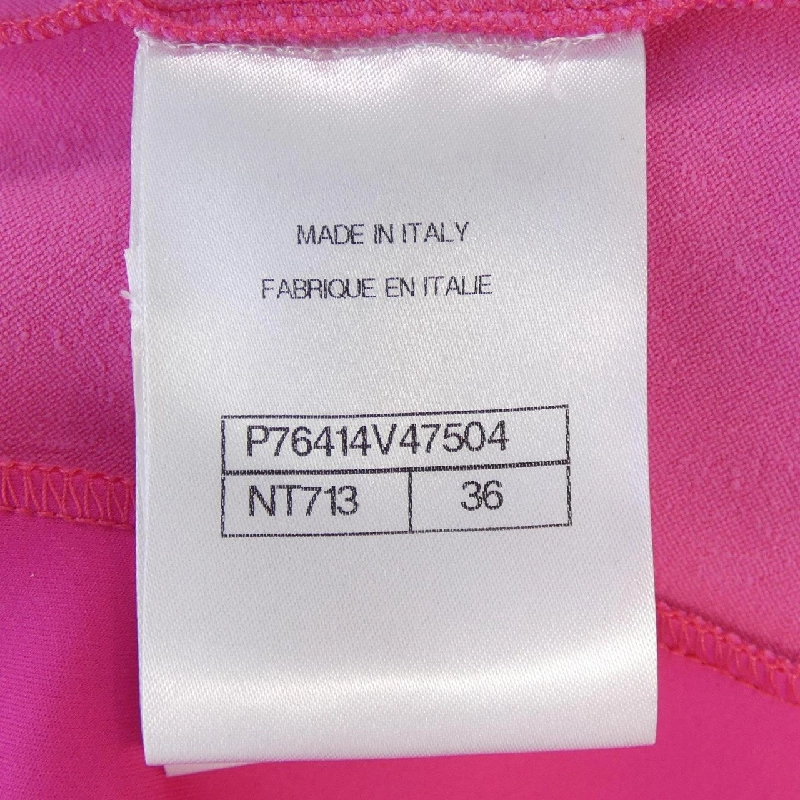 MADE IN ITALY
FABRIQUE EN ITALIE
P76414V47504
NT713 36